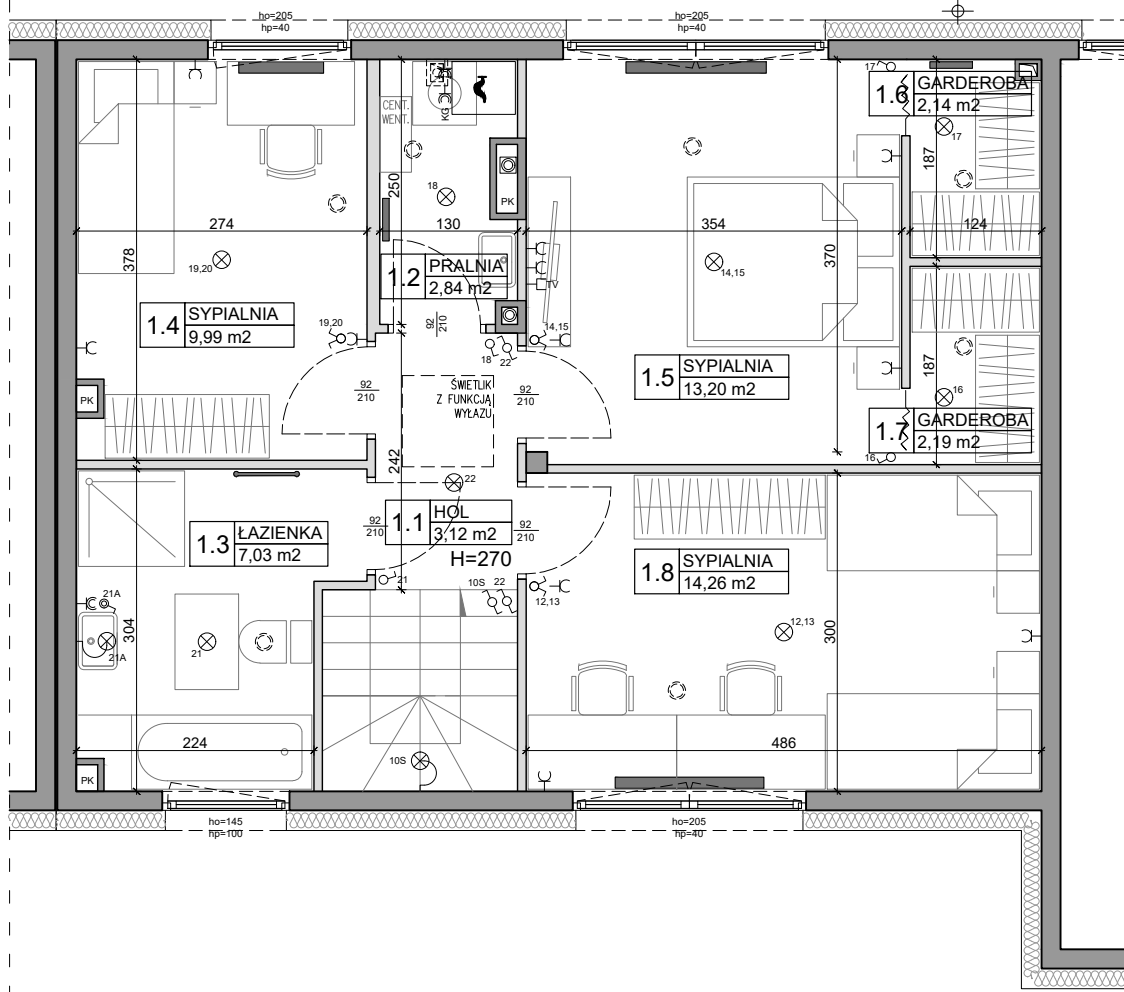 ho=205
hp=40
ho=205
hp=40
17
1.6
GARDEROBA
2,14 m2
17
CENT.
WENT.
KG
250
18
PK
187
274
130
354
124
378
370
19,20
14,15
1.2
PRALNIA
2,84 m2
TV
1.4
SYPIALNIA
9,99 m2
19,20
92
210
14,15
18
22
1.5
SYPIALNIA
13,20 m2
187
16
1.7
GARDEROBA
2,19 m2
16
PK
92
210
ŚWIETLIK
Z FUNKCJĄ
WYŁAZU
92
210
242
22
1.3
ŁAZIENKA
7,03 m2
92
210
1.1
HOL
3,12 m2
H=270
92
210
1.8
SYPIALNIA
14,26 m2
21
10S
22
12,13
21A
304
21A
21
12,13
300
224
10S
486
PK
ho=145
hp=100
ho=205
hp=40